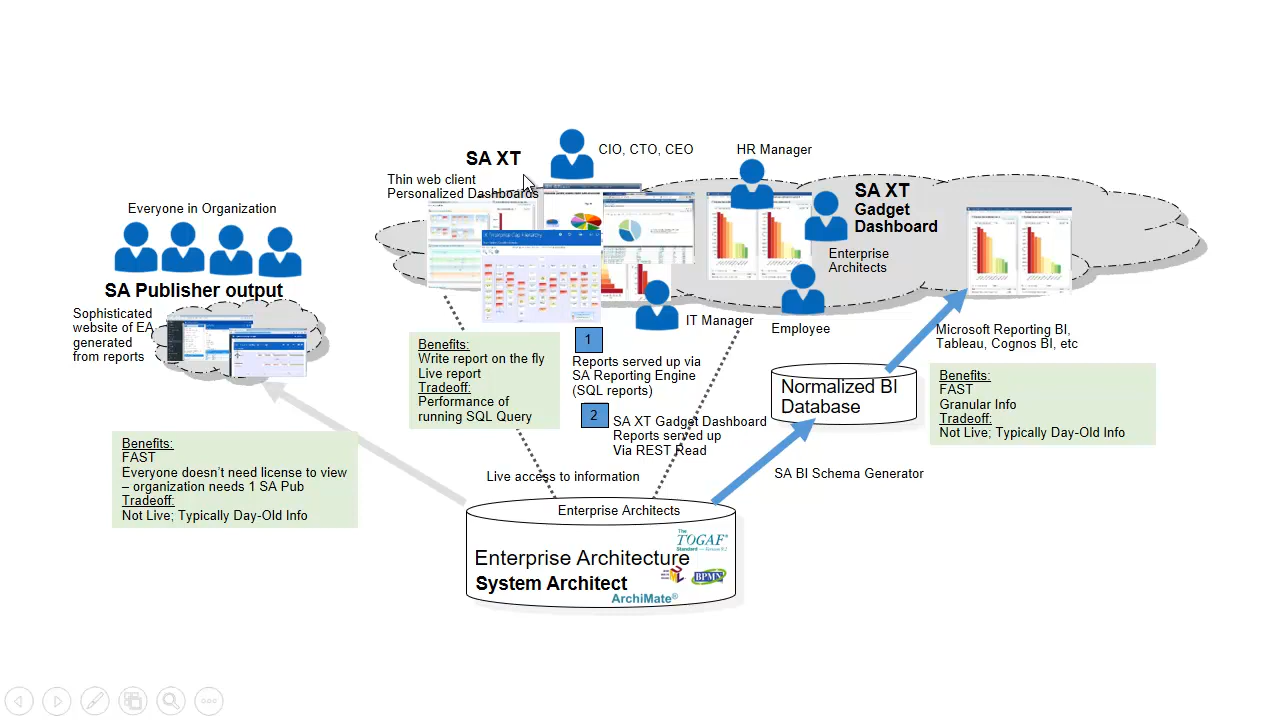 CIO, CTO, CEO
HR Manager
SA XT
Thin web client
Personalized Dashboards
SA XT
Gadget
Dashboard
Everyone in Organization
Enterprise
Architects
SA Publisher output
Sophisticated
website of EA
generated
from reports
IT Manager
Employee
Microsoft Reporting BI,
Tableau, Cognos BI, etc
Benefits:
Write report on the fly
Live report
Tradeoff:
Performance of
running SQL Query
1
Reports served up via
SA Reporting Engine
(SQL reports)
2
SA XT Gadget Dashboard
Reports served up
Via REST Read
Normalized BI
Database
Benefits:
FAST
Granular Info
Tradeoff:
Not Live; Typically Day-Old Info
Benefits:
FAST
Everyone doesn't need license to view
– organization needs 1 SA Pub
Tradeoff:
Not Live; Typically Day-Old Info
Live access to information
SA BI Schema Generator
Enterprise Architects
The
TOGAF®
Enterprise Architecture
System Architect
BPMN
ArchiMate®